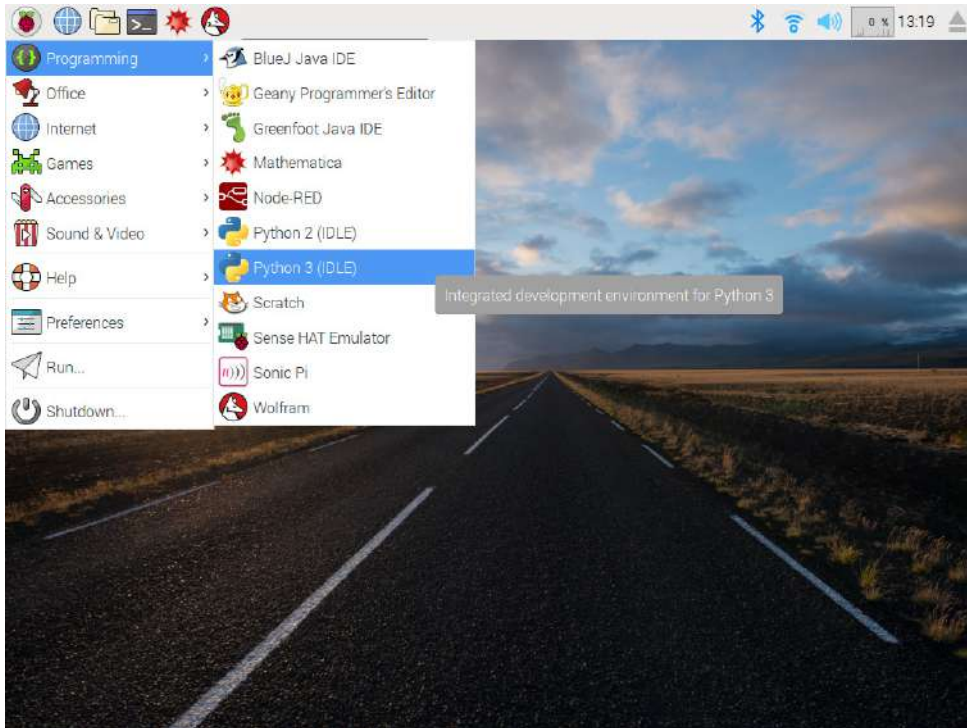 0 % 13:19
Programming
Office
Internet
Games
Accessories
Sound & Video
Help
Preferences
Run...
Shutdown...
BlueJ Java IDE
Geany Programmer's Editor
Greenfoot Java IDE
Mathematica
Node-RED
Python 2 (IDLE)
Python 3 (IDLE)
Scratch
Sense HAT Emulator
Sonic Pi
Wolfram
Integrated development environment for Python 3